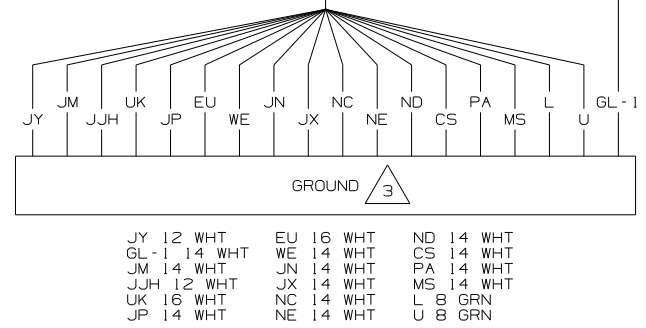 JM UK EU JN NC ND PA L GL-1
JY JJH JP WE JX NE CS MS U
GROUND 3
JY 12 WHT EU 16 WHT ND 14 WHT
GL-1 14 WHT WE 14 WHT CS 14 WHT
JM 14 WHT JN 14 WHT PA 14 WHT
JJH 12 WHT JX 14 WHT MS 14 WHT
UK 16 WHT NC 14 WHT L 8 GRN
JP 14 WHT NE 14 WHT U 8 GRN